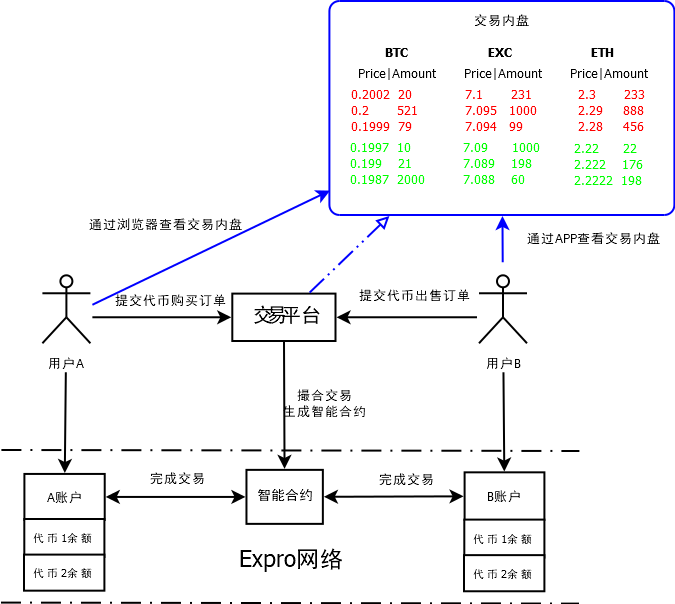 交易内盘
BTC EXC ETH
Price|Amount Price|Amount Price|Amount
0.2002 20 7.1 231 2.3 233
0.2 521 7.095 1000 2.29 888
0.1999 79 7.094 99 2.28 456
0.1997 10 7.09 1000 2.22 22
0.199 21 7.089 198 2.222 176
0.1987 2000 7.088 60 2.2222 198
通过浏览器查看交易内盘
通过APP查看交易内盘
提交代币购买订单
交易平台
提交代币出售订单
用户A
用户B
撮合交易
生成智能合约
完成交易
完成交易
A账户
智能合约
B账户
代 币 1余 额
代 币 1余 额
Expro网络
代 币 2余 额
代 币 2余 额